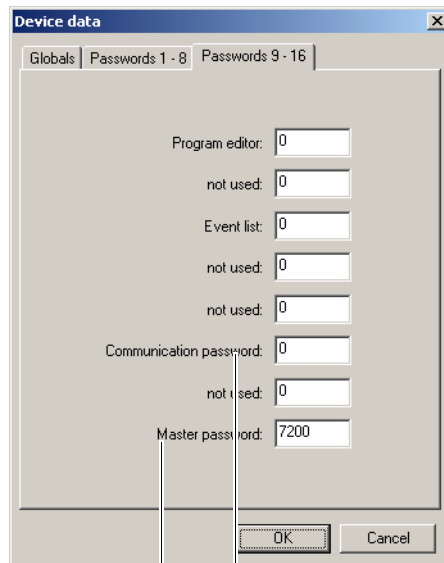 Device data
Globals Passwords 1 - 8 Passwords 9 - 16
Program editor: 0
not used: 0
Event list: 0
not used: 0
not used: 0
Communication password: 0
not used: 0
Master password: 7200
OK Cancel